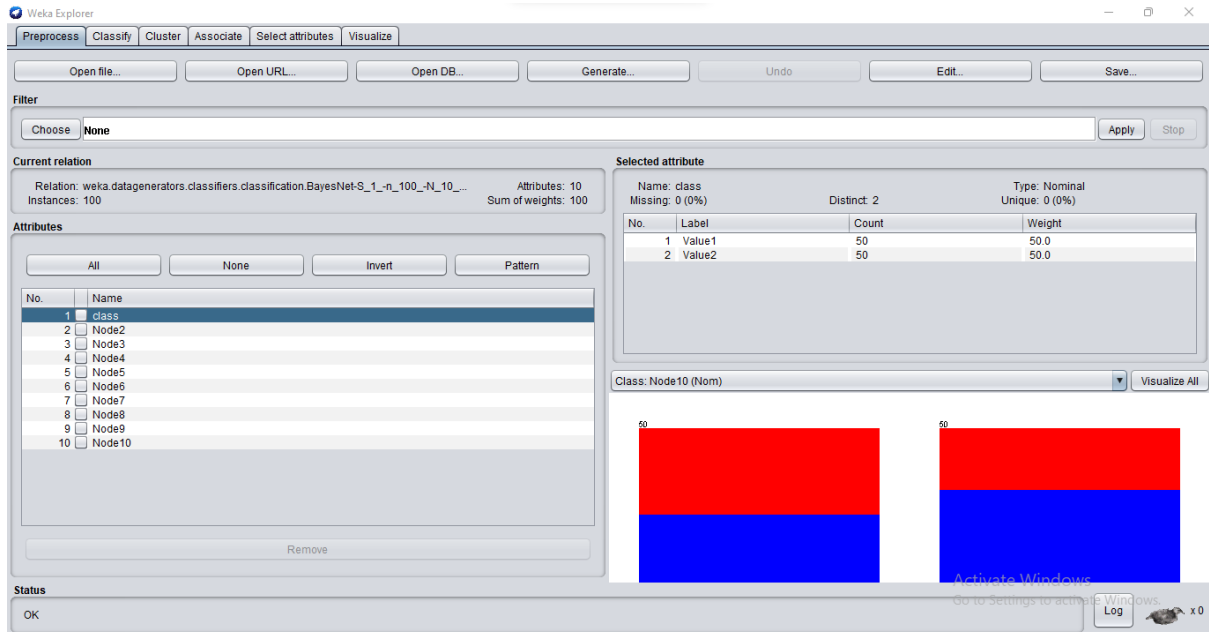 Weka Explorer
Preprocess Classify Cluster Associate Select attributes Visualize
Open file... Open URL... Open DB... Generate... Undo Edit... Save...
Filter
Choose None Apply Stop
Current relation
Relation: weka.datagenerators.classifiers.classification.BayesNet-S_1_-n_100_-N_10_... Attributes: 10
Instances: 100 Sum of weights: 100
Attributes
All None Invert Pattern
No. Name
1 class
2 Node2
3 Node3
4 Node4
5 Node5
6 Node6
7 Node7
8 Node8
9 Node9
10 Node10
Remove
Selected attribute
Name: class Type: Nominal
Missing: 0 (0%) Distinct: 2 Unique: 0 (0%)
No. Label Count Weight
1 Value1 50 50.0
2 Value2 50 50.0
Class: Node10 (Nom) Visualize All
50 50
Activate Windows
Go to Settings to activate Windows.
Status
OK Log x 0